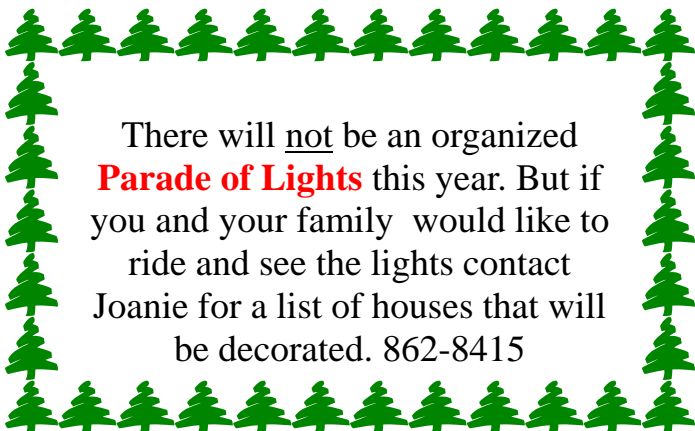 There will not be an organized
Parade of Lights this year. But if
you and your family  would like to
ride and see the lights contact
Joanie for a list of houses that will
be decorated. 862-8415